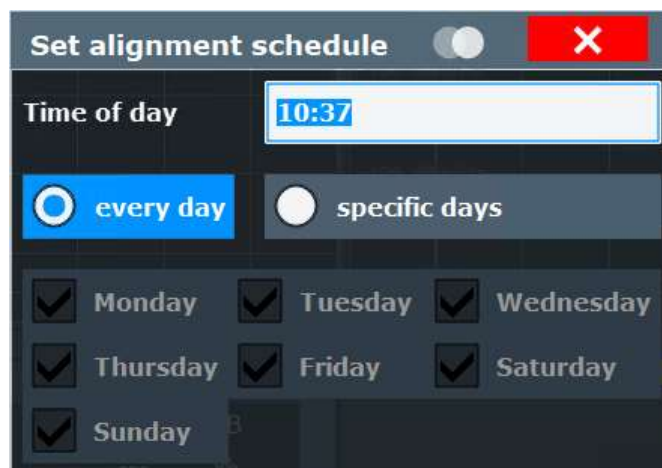 Set alignment schedule
Time of day 10:37
every day specific days
Monday Tuesday Wednesday
Thursday Friday Saturday
Sunday